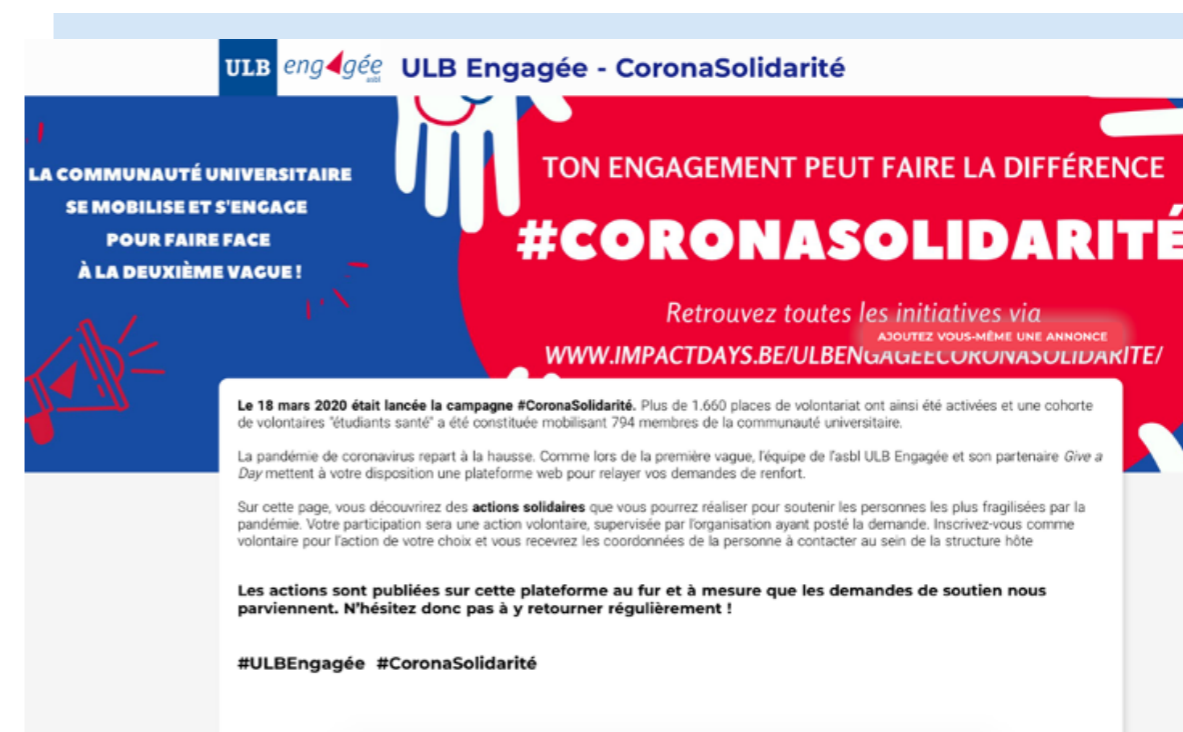 ULB engagée asbl ULB Engagée - CoronaSolidarité
LA COMMUNAUTÉ UNIVERSITAIRE
SE MOBILISE ET S'ENGAGE
POUR FAIRE FACE
À LA DEUXIÈME VAGUE !
TON ENGAGEMENT PEUT FAIRE LA DIFFÉRENCE
#CORONASOLIDARITÉ
Retrouvez toutes les initiatives via
AJOUTEZ VOUS-MÊME UNE ANNONCE
WWW.IMPACTDAYS.BE/ULBENGAGEECORONASOLIDARITE/
Le 18 mars 2020 était lancée la campagne #CoronaSolidarité. Plus de 1.660 places de volontariat ont ainsi été activées et une cohorte
de volontaires "étudiants santé" a été constituée mobilisant 794 membres de la communauté universitaire.
La pandémie de coronavirus repart à la hausse. Comme lors de la première vague, l'équipe de l'asbl ULB Engagée et son partenaire Give a
Day mettent à votre disposition une plateforme web pour relayer vos demandes de renfort.
Sur cette page, vous découvrirez des actions solidaires que vous pourrez réaliser pour soutenir les personnes les plus fragilisées par la
pandémie. Votre participation sera une action volontaire, supervisée par l'organisation ayant posté la demande. Inscrivez-vous comme
volontaire pour l'action de votre choix et vous recevrez les coordonnées de la personne à contacter au sein de la structure hôte
Les actions sont publiées sur cette plateforme au fur et à mesure que les demandes de soutien nous
parviennent. N'hésitez donc pas à y retourner régulièrement !
#ULBEngagée #CoronaSolidarité